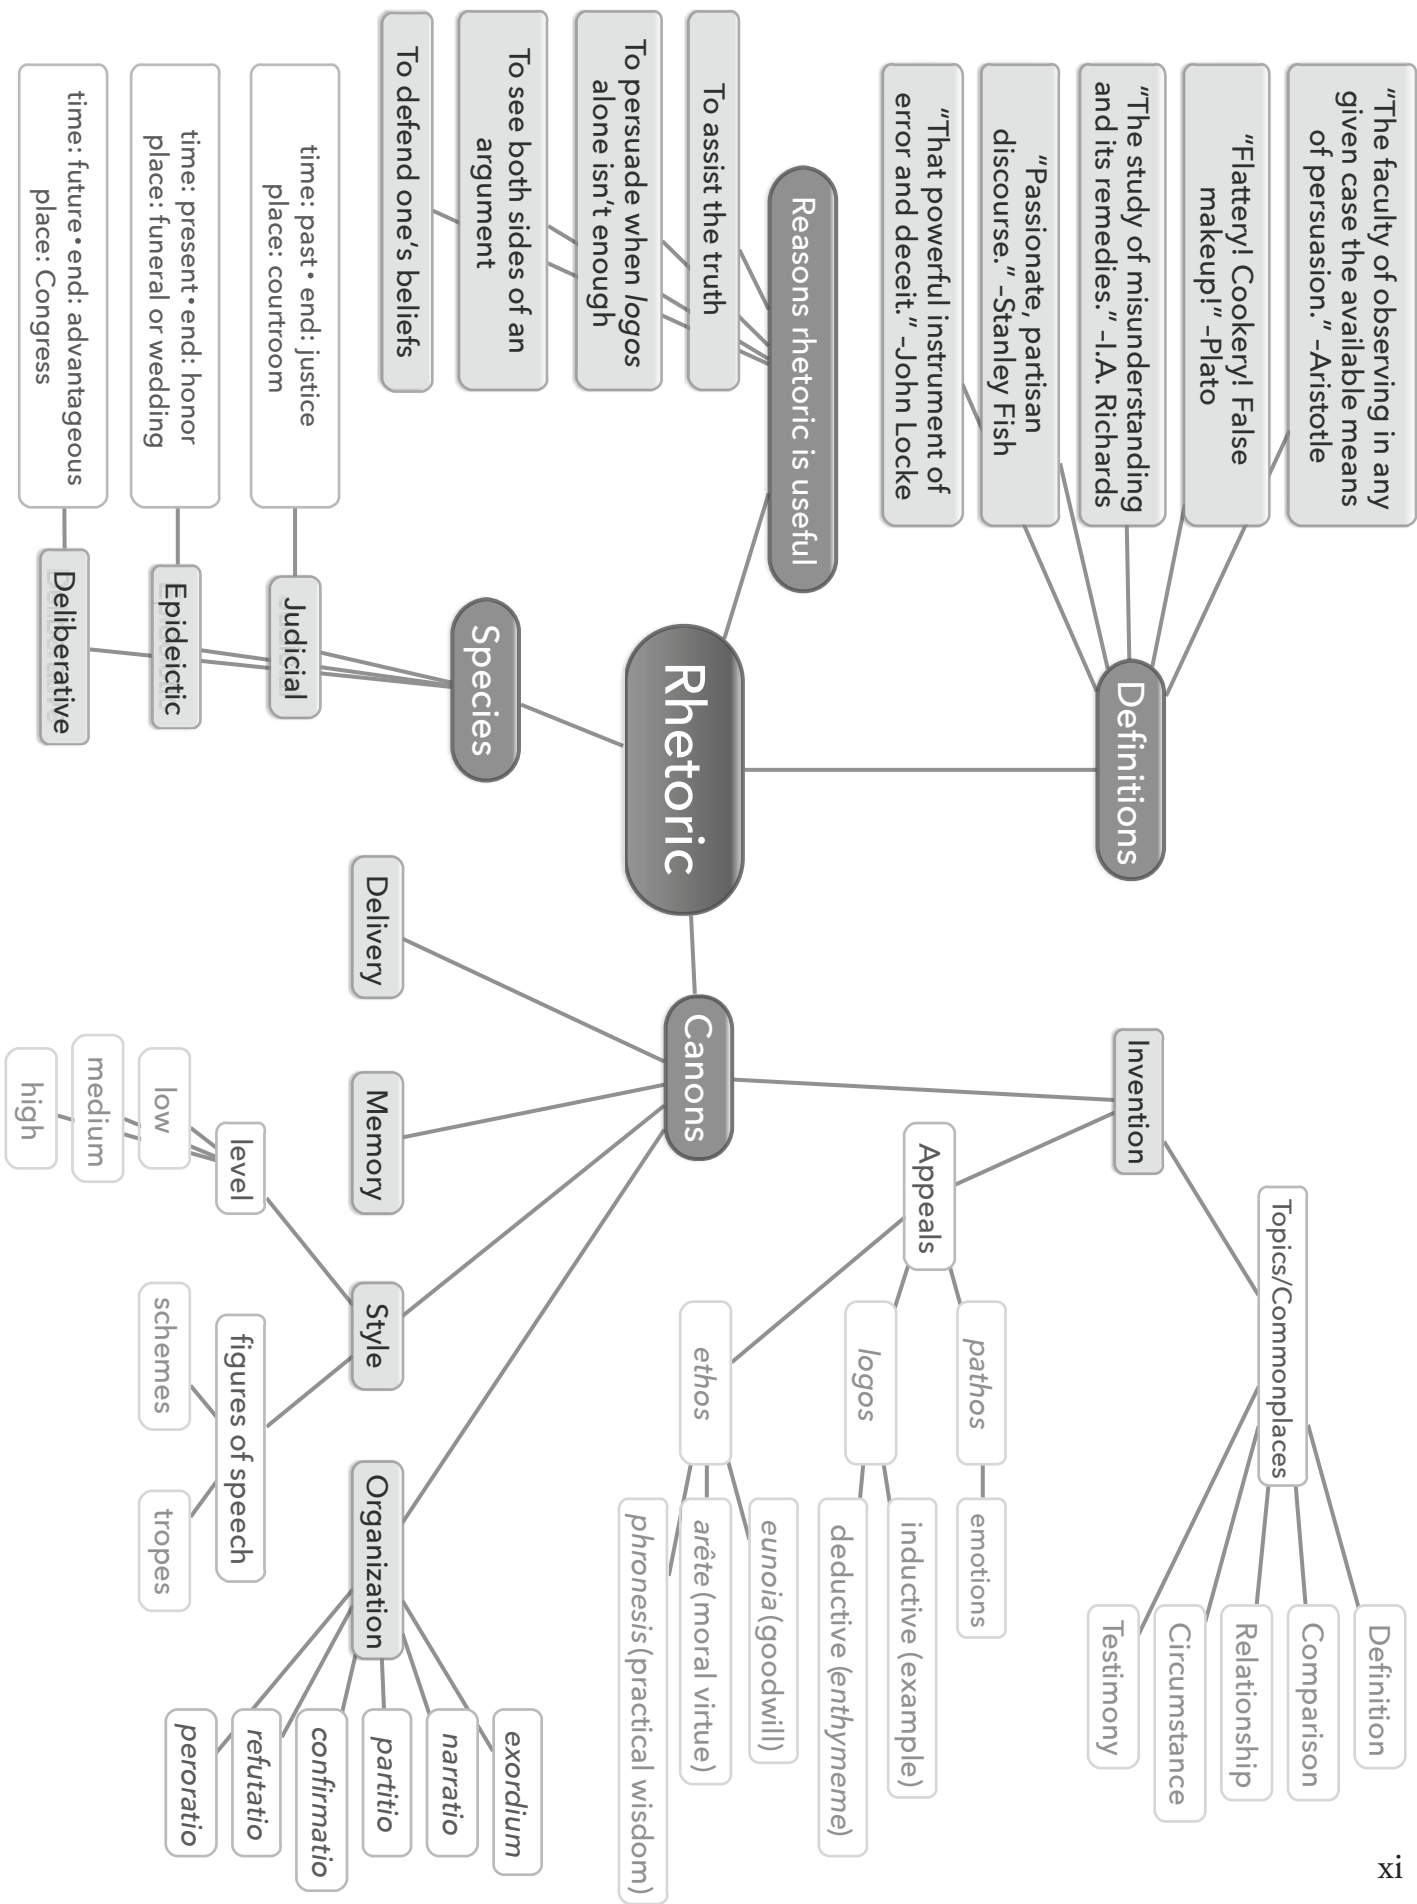 "The faculty of observing in any
given case the available means
of persuasion." –Aristotle
"Flattery! Cookery! False
makeup!" –Plato
"The study of misunderstanding
and its remedies." –I.A. Richards
"Passionate, partisan
discourse." –Stanley Fish
"That powerful instrument of
error and deceit." –John Locke
Definitions
Reasons rhetoric is useful
To assist the truth
To persuade when logos
alone isn't enough
To see both sides of an
argument
To defend one's beliefs
Rhetoric
Species
Judicial
time: past • end: justice
place: courtroom
Epideictic
time: present • end: honor
place: funeral or wedding
Deliberative
time: future • end: advantageous
place: Congress
Canons
Invention
Topics/Commonplaces
Definition
Comparison
Relationship
Circumstance
Testimony
Appeals
pathos
emotions
logos
inductive (example)
deductive (enthymeme)
ethos
eunoia (goodwill)
arête (moral virtue)
phronesis (practical wisdom)
Organization
exordium
narratio
partitio
confirmatio
refutatio
peroratio
Style
level
low
medium
high
figures of speech
schemes
tropes
Memory
Delivery
xi